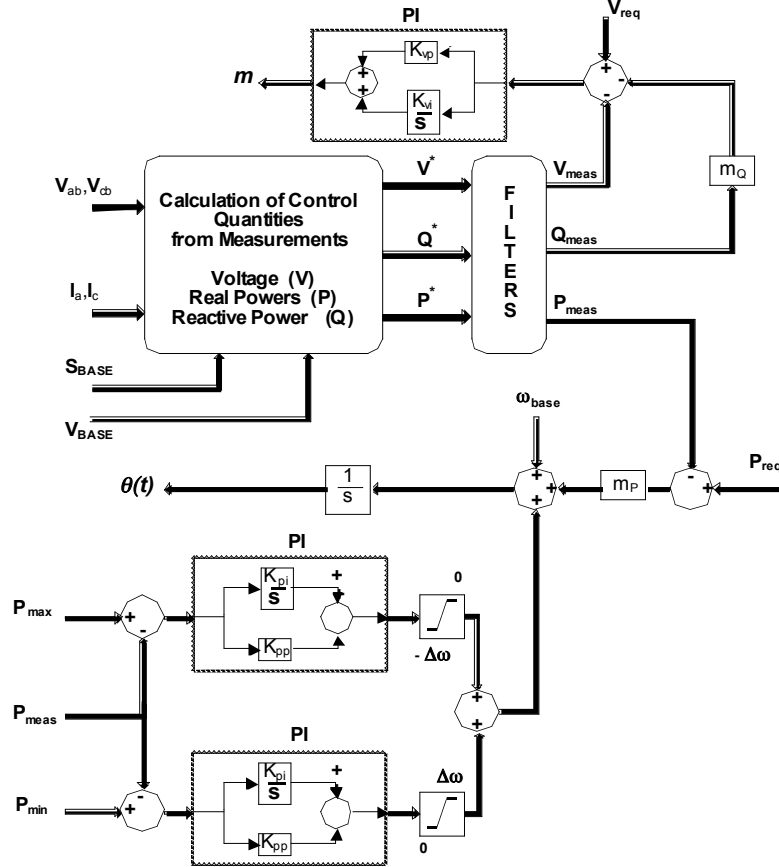 V_req
PI
K_vp
+
+
K_vi
s
m
+
-
-
m_Q
V_ab,V_cb
I_a,I_c
S_BASE
V_BASE
Calculation of Control
Quantities
from Measurements
Voltage (V)
Real Powers (P)
Reactive Power (Q)
V*
Q*
P*
FILTERS
V_meas
Q_meas
P_meas
ω_base
+
+
+
θ(t)
1
s
m_P
-
+
P_req
PI
K_pi
s
K_pp
+
+
0
- Δω
P_max
+
-
P_meas
+
+
PI
K_pi
s
K_pp
+
Δω
0
P_min
-
+